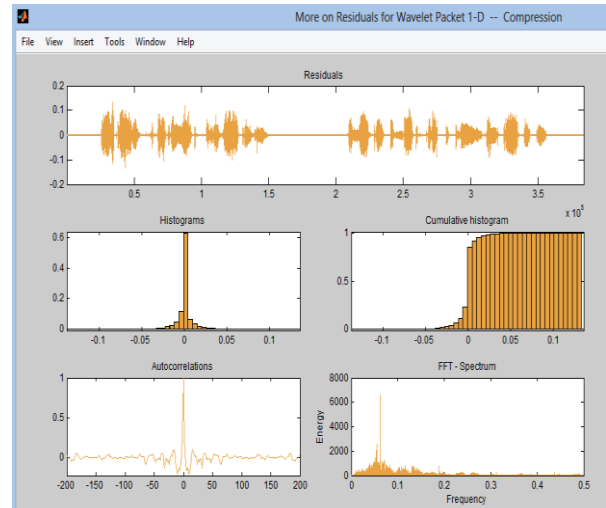 More on Residuals for Wavelet Packet 1-D -- Compression
File View Insert Tools Window Help
Residuals
0.2
0.1
0
-0.1
-0.2
0.5 1 1.5 2 2.5 3 3.5
x 10^5
Histograms
0.6
0.4
0.2
0
-0.1 -0.05 0 0.05 0.1
Cumulative histogram
1
0.5
0
-0.1 -0.05 0 0.05 0.1
Autocorrelations
1
0.5
0
-200 -150 -100 -50 0 50 100 150 200
FFT - Spectrum
Energy
8000
6000
4000
2000
0
0 0.1 0.2 0.3 0.4 0.5
Frequency